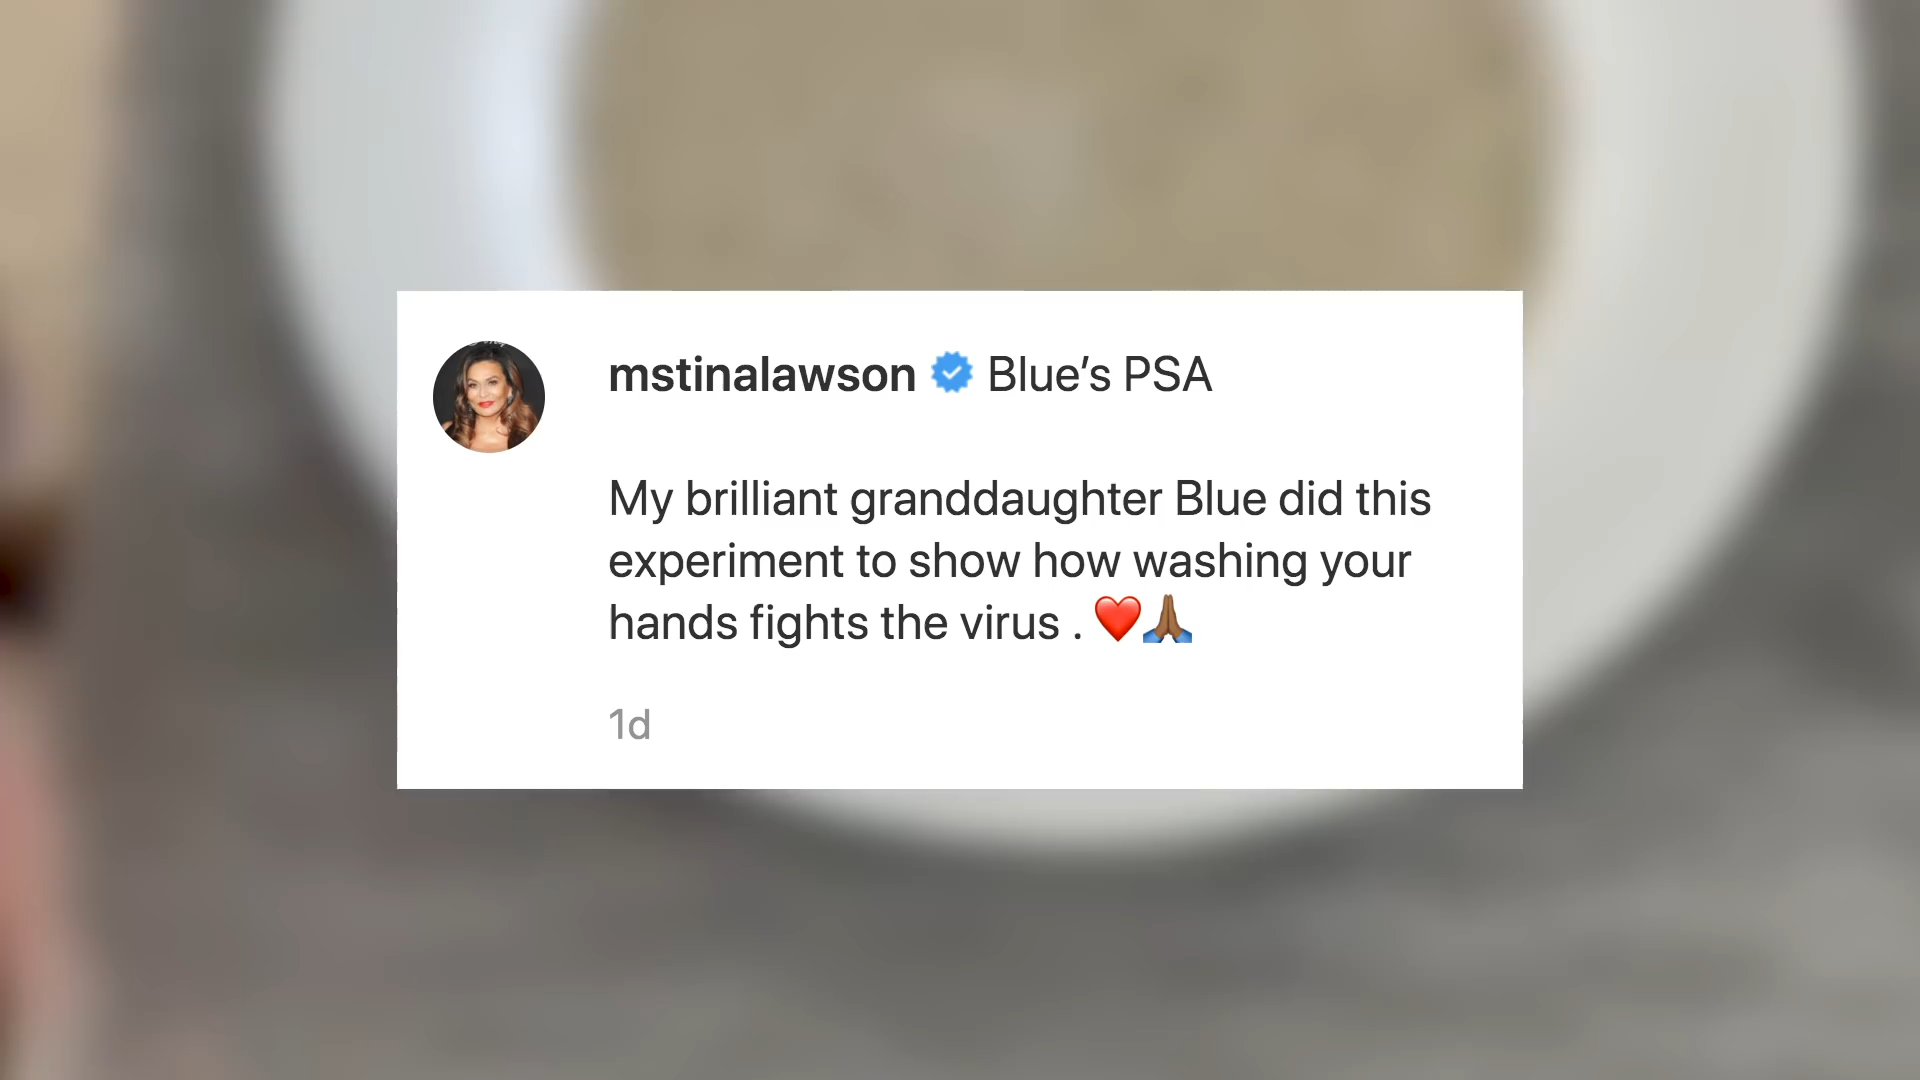 mstinalawson Blue’s PSA
My brilliant granddaughter Blue did this
experiment to show how washing your
hands fights the virus . ❤️🙏🏾
1d